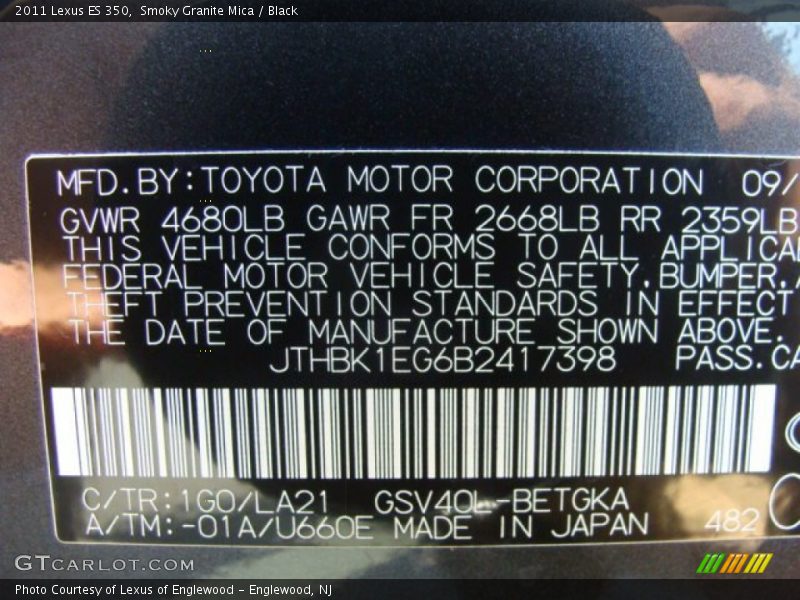 2011 Lexus ES 350, Smoky Granite Mica / Black
MFD.BY:TOYOTA MOTOR CORPORATION 09/
GVWR 4680LB GAWR FR 2668LB RR 2359LB
THIS VEHICLE CONFORMS TO ALL APPLICA
FEDERAL MOTOR VEHICLE SAFETY,BUMPER,A
THEFT PREVENTION STANDARDS IN EFFECT
THE DATE OF MANUFACTURE SHOWN ABOVE.
JTHBK1EG6B2417398 PASS.CA
C/TR:1G0/LA21 GSV40L-BETGKA
A/TM:-01A/U660E MADE IN JAPAN 482
GTCARLOT.COM
Photo Courtesy of Lexus of Englewood - Englewood, NJ